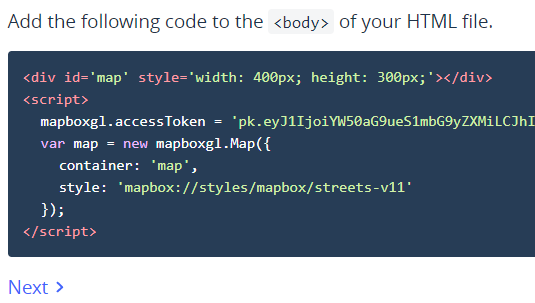 Add the following code to the <body> of your HTML file.
<div id='map' style='width: 400px; height: 300px;'></div>
<script>
mapboxgl.accessToken =
var map = new mapboxgl.Map({
container: 'map',
style: 'mapbox://styles/mapbox/streets-v11'
});
</script>
Next >